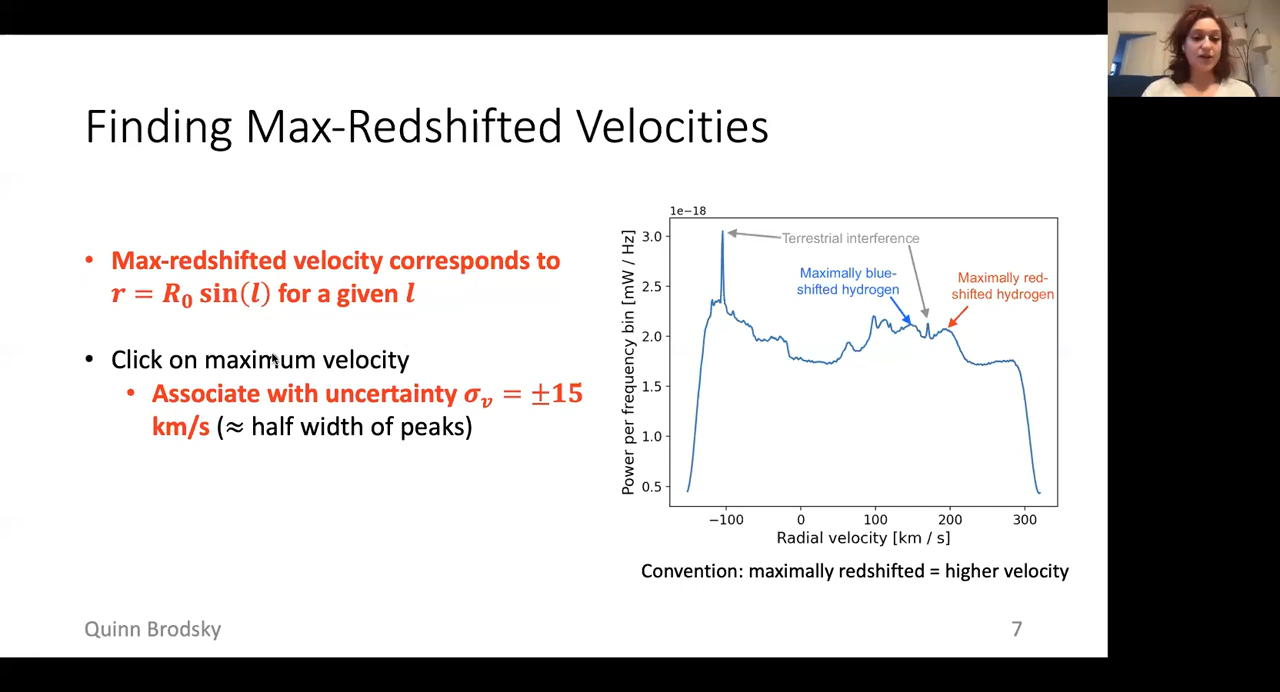 Finding Max-Redshifted Velocities
• Max-redshifted velocity corresponds to
r = R₀ sin(l) for a given l
• Click on maximum velocity
• Associate with uncertainty σᵥ = ±15
km/s (≈ half width of peaks)
1e−18
3.0
2.5
2.0
1.5
1.0
0.5
Power per frequency bin [mW / Hz]
Terrestrial interference
Maximally blue-
shifted hydrogen
Maximally red-
shifted hydrogen
−100 0 100 200 300
Radial velocity [km / s]
Convention: maximally redshifted = higher velocity
Quinn Brodsky
7